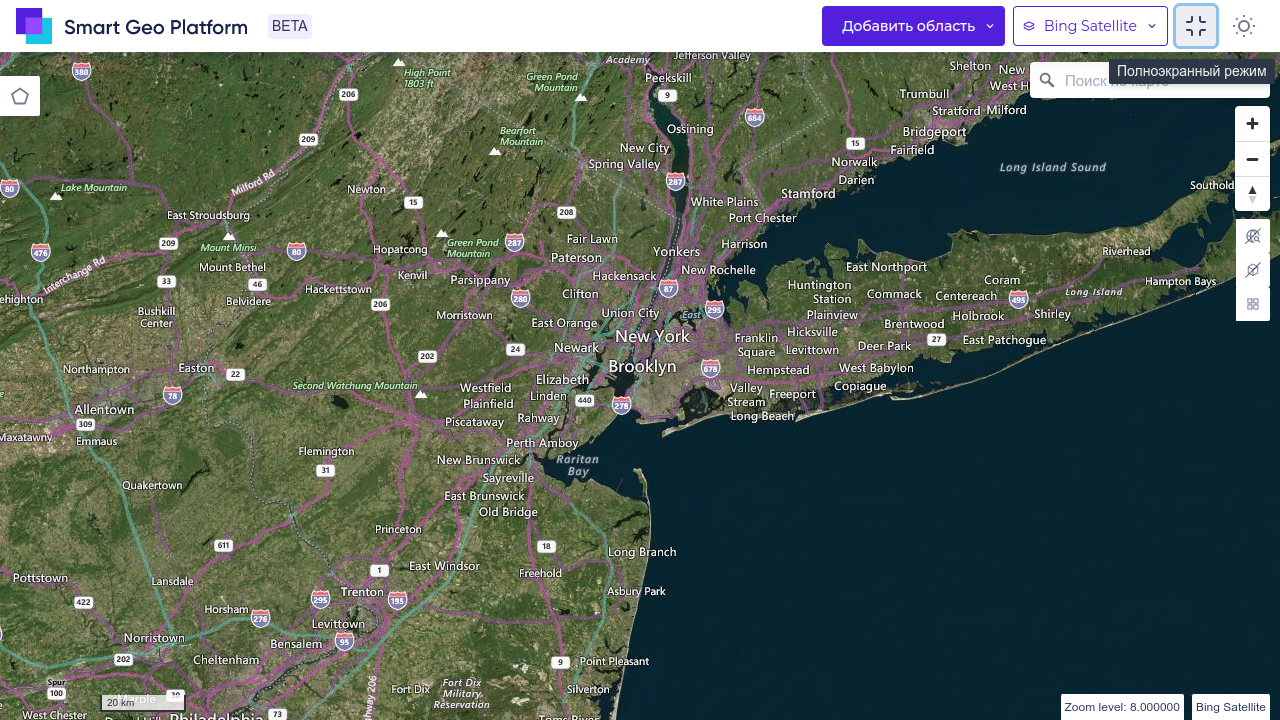 Smart Geo Platform
BETA
Добавить область
Bing Satellite
Полноэкранный режим
Поиск по карте
380
High Point
1803 ft
206
Green Pond
Mountain
Academy
Peekskill
9
Jefferson Valley
684
Shelton
New
West H
Trumbull
Stratford
Milford
Bridgeport
Fairfield
15
Norwalk
Darien
Stamford
Long Island Sound
Southold
Ossining
New City
Spring Valley
287
Bearfort
Mountain
209
Milford Rd
Newton
15
80
Lake Mountain
East Stroudsburg
209
Mount Minsi
476
Interchange Rd
Mount Bethel
80
33
46
ehighton
Belvidere
Bushkill
Center
Hackettstown
206
Hopatcong
Kenvil
Green Pond
Mountain
287
208
Fair Lawn
Paterson
Parsippany
280
Clifton
Hackensack
Morristown
East Orange
Union City
87
White Plains
Port Chester
Harrison
Yonkers
New Rochelle
295
East
New York
Brooklyn
Newark
24
202
Elizabeth
Linden
440
278
678
Franklin
Square
Hempstead
Valley
Stream
Freeport
Long Beach
East Northport
Huntington
Station
Commack
Plainview
Hicksville
Levittown
Deer Park
Brentwood
27
Centereach
Coram
495
Holbrook
Long Island
Shirley
East Patchogue
West Babylon
Copiague
Riverhead
Hampton Bays
Northampton
Easton
22
78
Allentown
309
Maxatawny
Emmaus
Second Watchung Mountain
Westfield
Plainfield
Rahway
Piscataway
Perth Amboy
Flemington
31
New Brunswick
Sayreville
Raritan
Bay
East Brunswick
Old Bridge
Quakertown
Princeton
611
1
18
East Windsor
Freehold
Long Branch
Asbury Park
Pottstown
422
Lansdale
Trenton
295
195
Horsham
276
Levittown
95
Norristown
202
Bensalem
Cheltenham
9
Point Pleasant
Silverton
Fort Dix
Fort Dix
Military
Reservation
Spur
100
20 km
Marple
30
West Chester
Philadelphia
73
Toms River
Zoom level: 8.000000
Bing Satellite